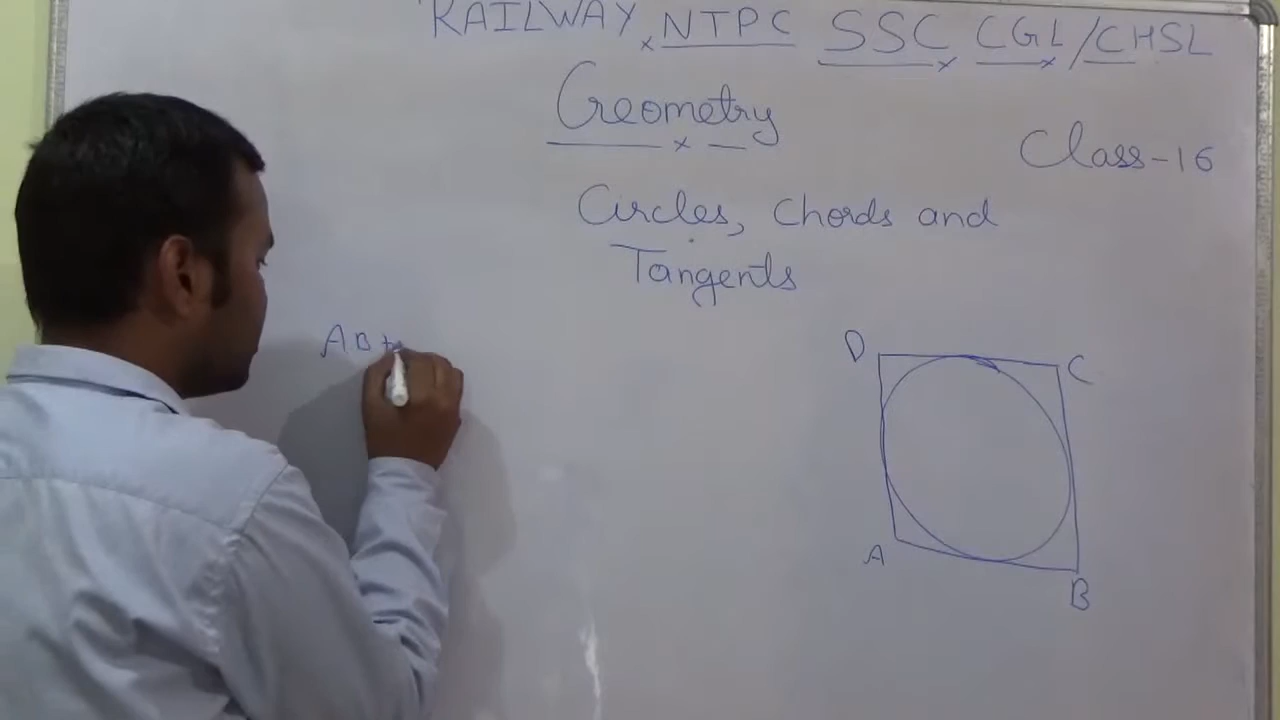 RAILWAY NTPC SSC CGL/CHSL
Geometry
Class-16
Circles, Chords and
Tangents
AB +
D
C
A
B